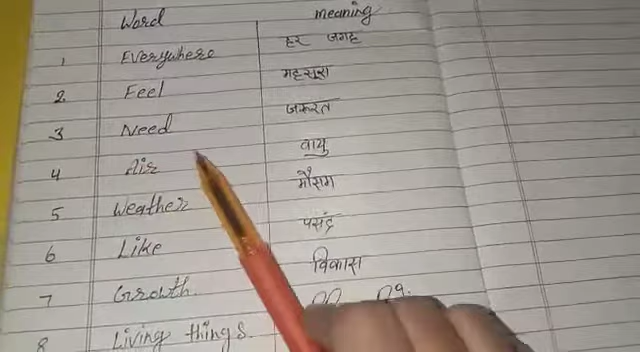 Word meaning
1 Everywhere हर जगह
2 Feel महसूस
3 Need जरूरत
4 Air वायु
5 Weather मौसम
6 Like पसंद
7 Growth. विकास
8 Living things